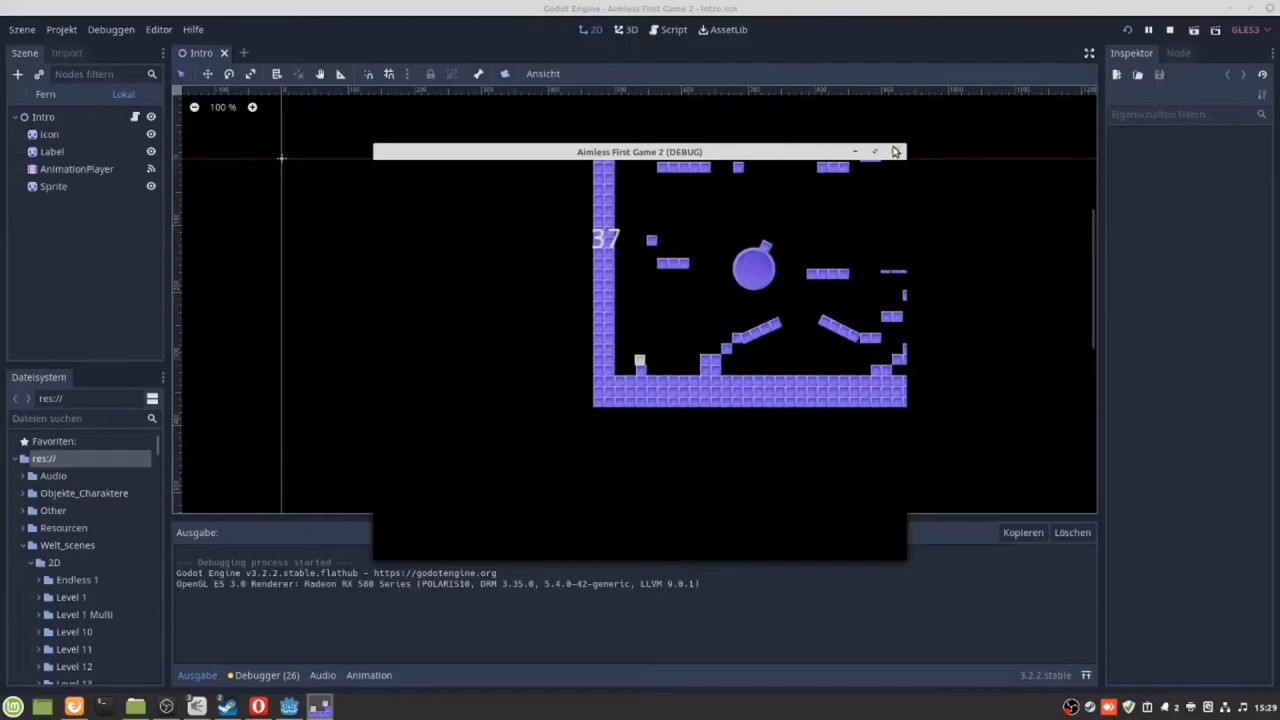 Godot Engine - Aimless First Game 2 - Intro.scn
Szene Projekt Debuggen Editor Hilfe
2D 3D Script AssetLib
GLES3
Szene Import
Intro
Inspektor Node
Nodes filtern
Ansicht
Fern Lokal
100 %
Eigenschaften filtern
Intro
Icon
Label
AnimationPlayer
Sprite
Aimless First Game 2 (DEBUG)
37
Dateisystem
res://
Dateien suchen
Favoriten:
res://
Audio
Objekte_Charaktere
Other
Resourcen
Welt_scenes
2D
Endless 1
Level 1
Level 1 Multi
Level 10
Level 11
Level 12
Level 13
Ausgabe:
Kopieren Löschen
--- Debugging process started ---
Godot Engine v3.2.2.stable.flathub - https://godotengine.org
OpenGL ES 3.0 Renderer: Radeon RX 580 Series (POLARIS10, DRM 3.35.0, 5.4.0-42-generic, LLVM 9.0.1)
Ausgabe Debugger (26) Audio Animation
3.2.2.stable
2
2
15:29